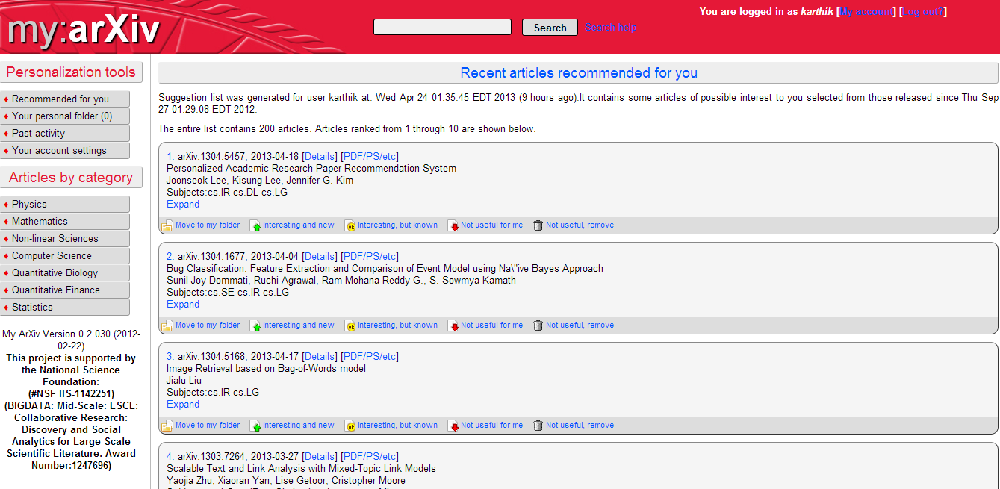 my:arXiv
Search
Search help
You are logged in as karthik [My account] [Log out?]
Personalization tools
♦ Recommended for you
♦ Your personal folder (0)
♦ Past activity
♦ Your account settings
Articles by category
♦ Physics
♦ Mathematics
♦ Non-linear Sciences
♦ Computer Science
♦ Quantitative Biology
♦ Quantitative Finance
♦ Statistics
My.ArXiv Version 0.2.030 (2012-
02-22)
This project is supported by
the National Science
Foundation:
(#NSF IIS-1142251)
(BIGDATA: Mid-Scale: ESCE:
Collaborative Research:
Discovery and Social
Analytics for Large-Scale
Scientific Literature. Award
Number:1247696)
Recent articles recommended for you
Suggestion list was generated for user karthik at: Wed Apr 24 01:35:45 EDT 2013 (9 hours ago).It contains some articles of possible interest to you selected from those released since Thu Sep
27 01:29:08 EDT 2012.
The entire list contains 200 articles. Articles ranked from 1 through 10 are shown below.
1. arXiv:1304.5457; 2013-04-18 [Details] [PDF/PS/etc]
Personalized Academic Research Paper Recommendation System
Joonseok Lee, Kisung Lee, Jennifer G. Kim
Subjects:cs.IR cs.DL cs.LG
Expand
Move to my folder Interesting and new ok Interesting, but known Not useful for me Not useful, remove
2. arXiv:1304.1677; 2013-04-04 [Details] [PDF/PS/etc]
Bug Classification: Feature Extraction and Comparison of Event Model using Na\"ive Bayes Approach
Sunil Joy Dommati, Ruchi Agrawal, Ram Mohana Reddy G., S. Sowmya Kamath
Subjects:cs.SE cs.IR cs.LG
Expand
Move to my folder Interesting and new ok Interesting, but known Not useful for me Not useful, remove
3. arXiv:1304.5168; 2013-04-17 [Details] [PDF/PS/etc]
Image Retrieval based on Bag-of-Words model
Jialu Liu
Subjects:cs.IR cs.LG
Expand
Move to my folder Interesting and new ok Interesting, but known Not useful for me Not useful, remove
4. arXiv:1303.7264; 2013-03-27 [Details] [PDF/PS/etc]
Scalable Text and Link Analysis with Mixed-Topic Link Models
Yaojia Zhu, Xiaoran Yan, Lise Getoor, Cristopher Moore